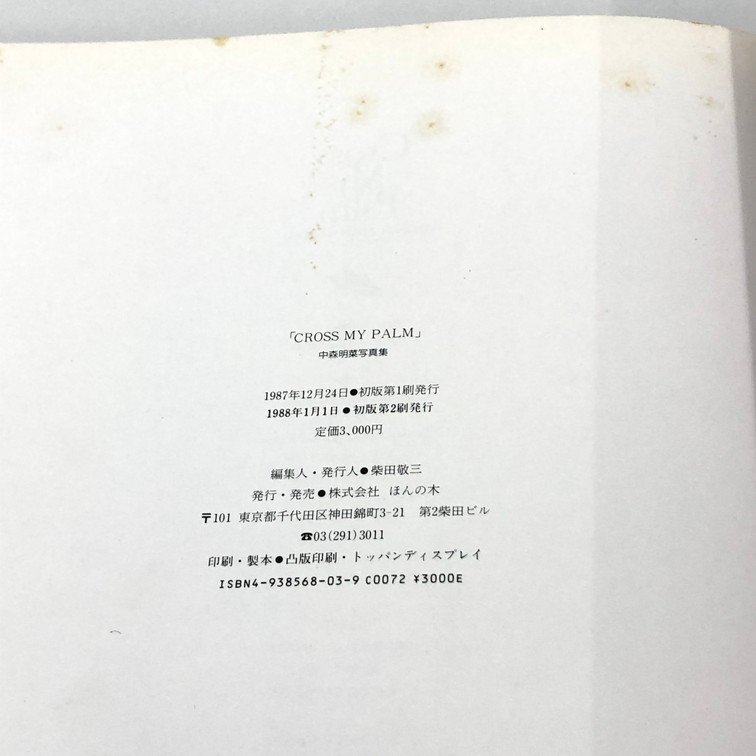 「CROSS MY PALM」
中森明菜写真集
1987年12月24日●初版第1刷発行
1988年1月1日●初版第2刷発行
定価3、000円
編集人・発行人●柴田敬三
発行・発売●株式会社 ほんの木
〒101 東京都千代田区神田錦町3-21 第2柴田ビル
☎03(291)3011
印刷・製本●凸版印刷・トッパンディスプレイ
ISBN4-938568-03-9 C0072 ¥3000E